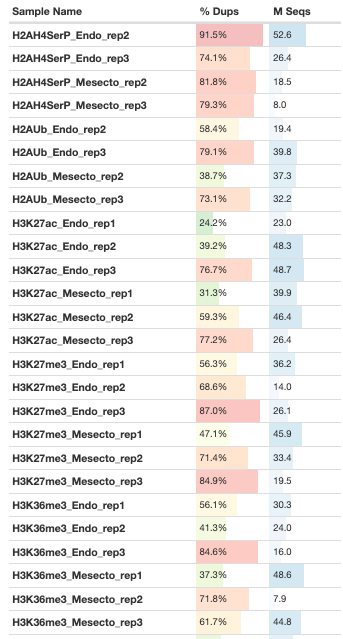 Sample Name % Dups M Seqs
H2AH4SerP_Endo_rep2 91.5% 52.6
H2AH4SerP_Endo_rep3 74.1% 26.4
H2AH4SerP_Mesecto_rep2 81.8% 18.5
H2AH4SerP_Mesecto_rep3 79.3% 8.0
H2AUb_Endo_rep2 58.4% 19.4
H2AUb_Endo_rep3 79.1% 39.8
H2AUb_Mesecto_rep2 38.7% 37.3
H2AUb_Mesecto_rep3 73.1% 32.2
H3K27ac_Endo_rep1 24.2% 23.0
H3K27ac_Endo_rep2 39.2% 48.3
H3K27ac_Endo_rep3 76.7% 48.7
H3K27ac_Mesecto_rep1 31.3% 39.9
H3K27ac_Mesecto_rep2 59.3% 46.4
H3K27ac_Mesecto_rep3 77.2% 26.4
H3K27me3_Endo_rep1 56.3% 36.2
H3K27me3_Endo_rep2 68.6% 14.0
H3K27me3_Endo_rep3 87.0% 26.1
H3K27me3_Mesecto_rep1 47.1% 45.9
H3K27me3_Mesecto_rep2 71.4% 33.4
H3K27me3_Mesecto_rep3 84.9% 19.5
H3K36me3_Endo_rep1 56.1% 30.3
H3K36me3_Endo_rep2 41.3% 24.0
H3K36me3_Endo_rep3 84.6% 16.0
H3K36me3_Mesecto_rep1 37.3% 48.6
H3K36me3_Mesecto_rep2 71.8% 7.9
H3K36me3_Mesecto_rep3 61.7% 44.8